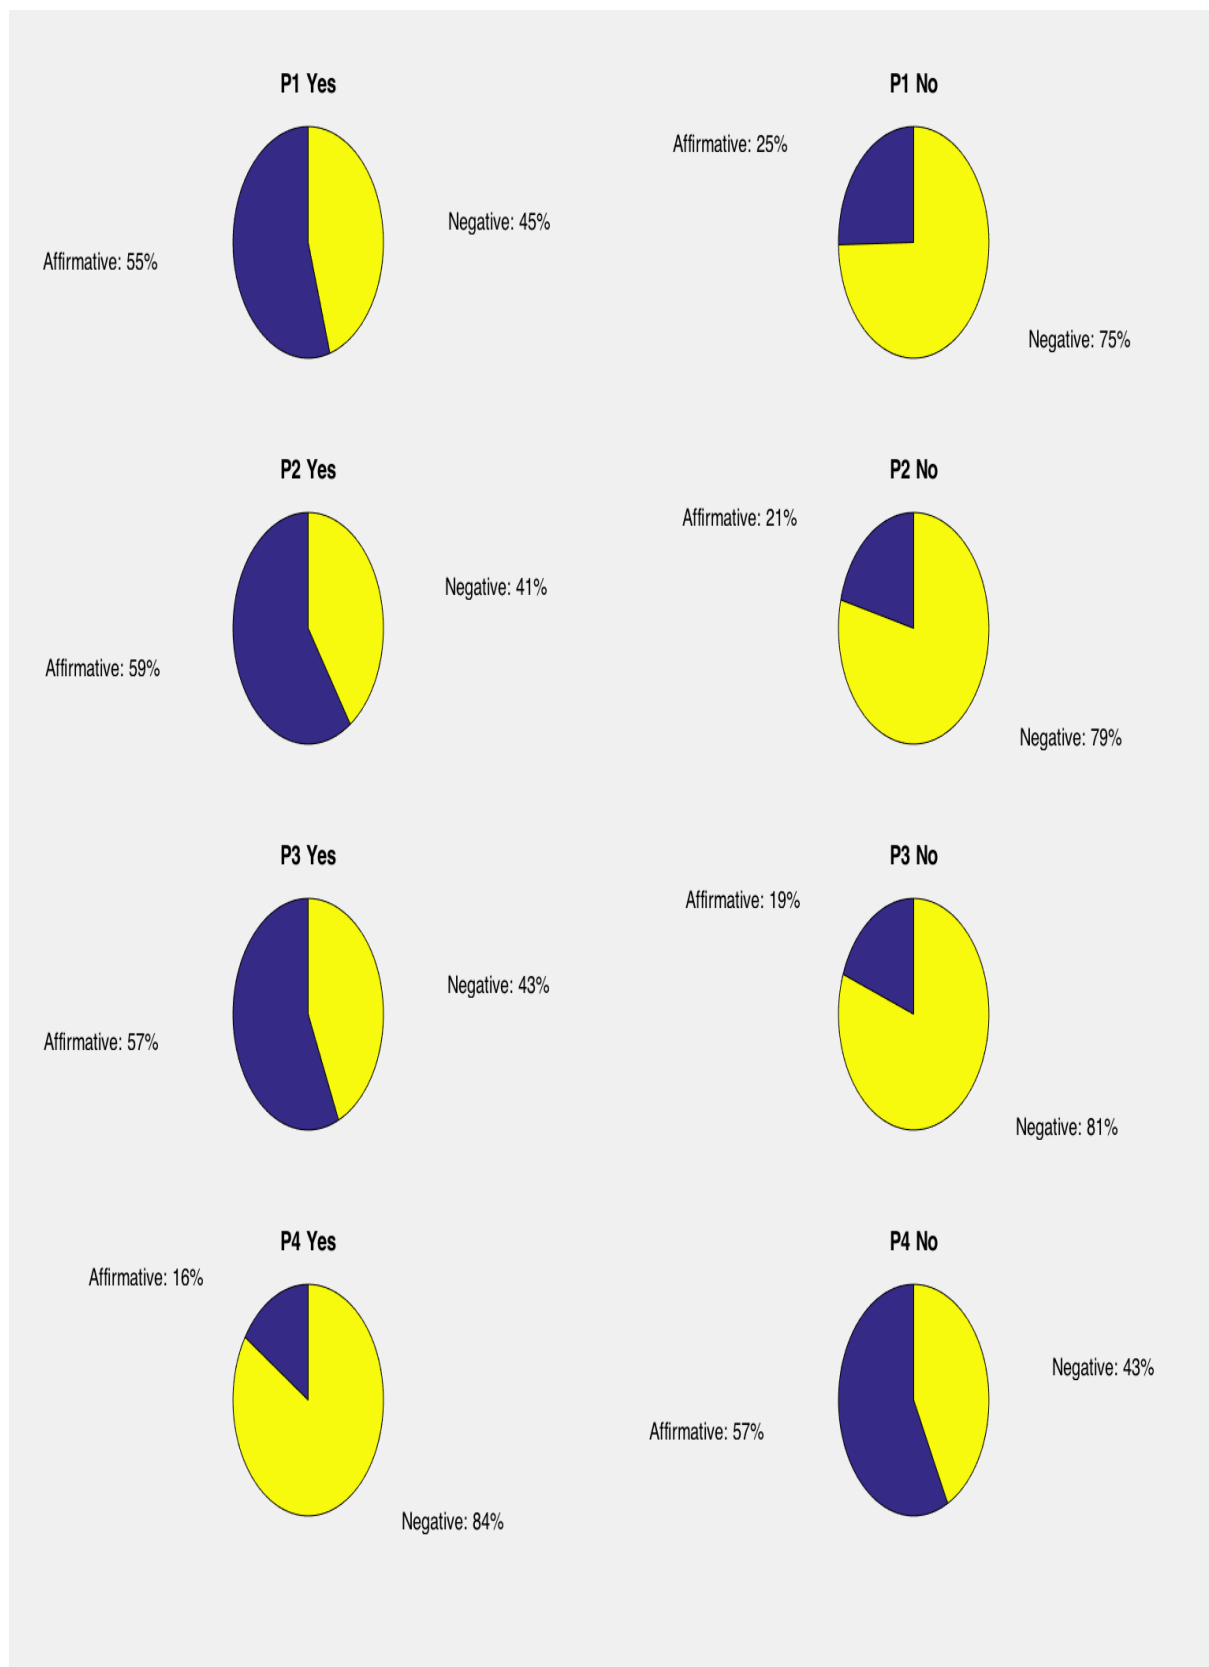 P1 Yes
Affirmative: 55%
Negative: 45%
P1 No
Affirmative: 25%
Negative: 75%
P2 Yes
Affirmative: 59%
Negative: 41%
P2 No
Affirmative: 21%
Negative: 79%
P3 Yes
Affirmative: 57%
Negative: 43%
P3 No
Affirmative: 19%
Negative: 81%
P4 Yes
Affirmative: 16%
Negative: 84%
P4 No
Affirmative: 57%
Negative: 43%